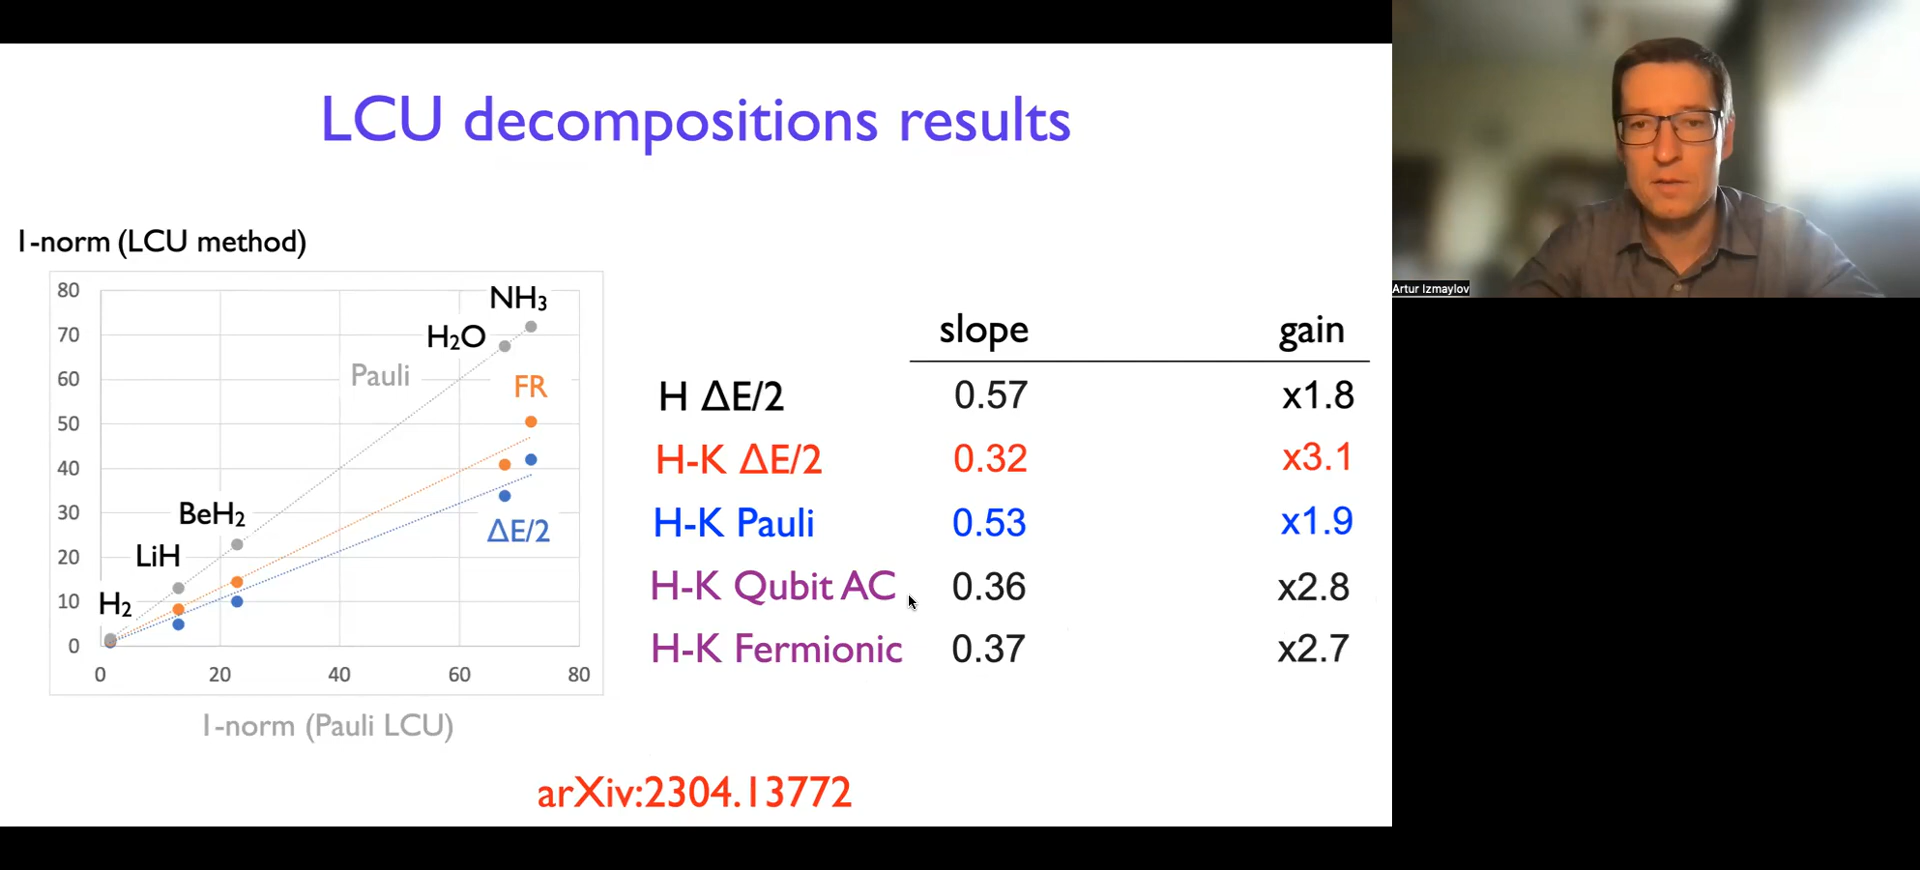 LCU decompositions results
1-norm (LCU method)
80
70
60
50
40
30
20
10
0
0 20 40 60 80
NH₃
H₂O
Pauli
FR
BeH₂
ΔE/2
LiH
H₂
1-norm (Pauli LCU)
slope gain
H ΔE/2 0.57 x1.8
H-K ΔE/2 0.32 x3.1
H-K Pauli 0.53 x1.9
H-K Qubit AC 0.36 x2.8
H-K Fermionic 0.37 x2.7
arXiv:2304.13772
Artur Izmaylov